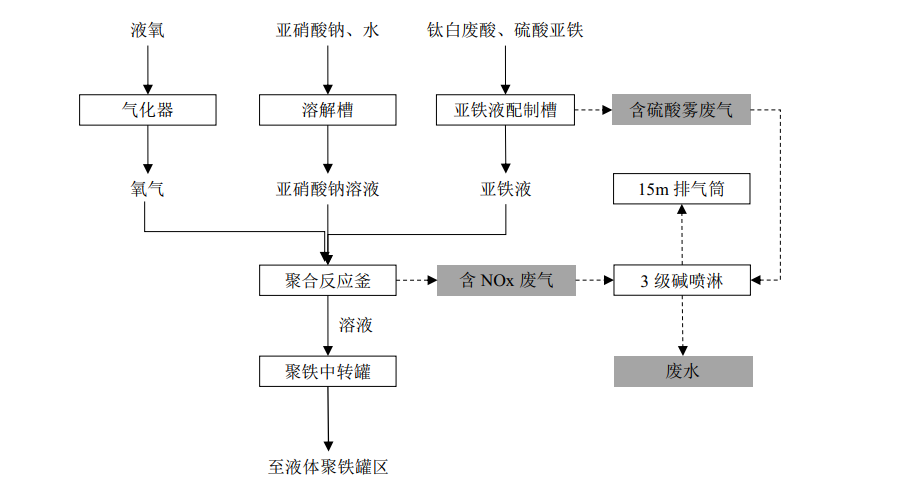 液氧
亚硝酸钠、水
钛白废酸、硫酸亚铁
气化器
溶解槽
亚铁液配制槽
含硫酸雾废气
氧气
亚硝酸钠溶液
亚铁液
15m 排气筒
聚合反应釜
含 NOx 废气
3 级碱喷淋
溶液
聚铁中转罐
废水
至液体聚铁罐区